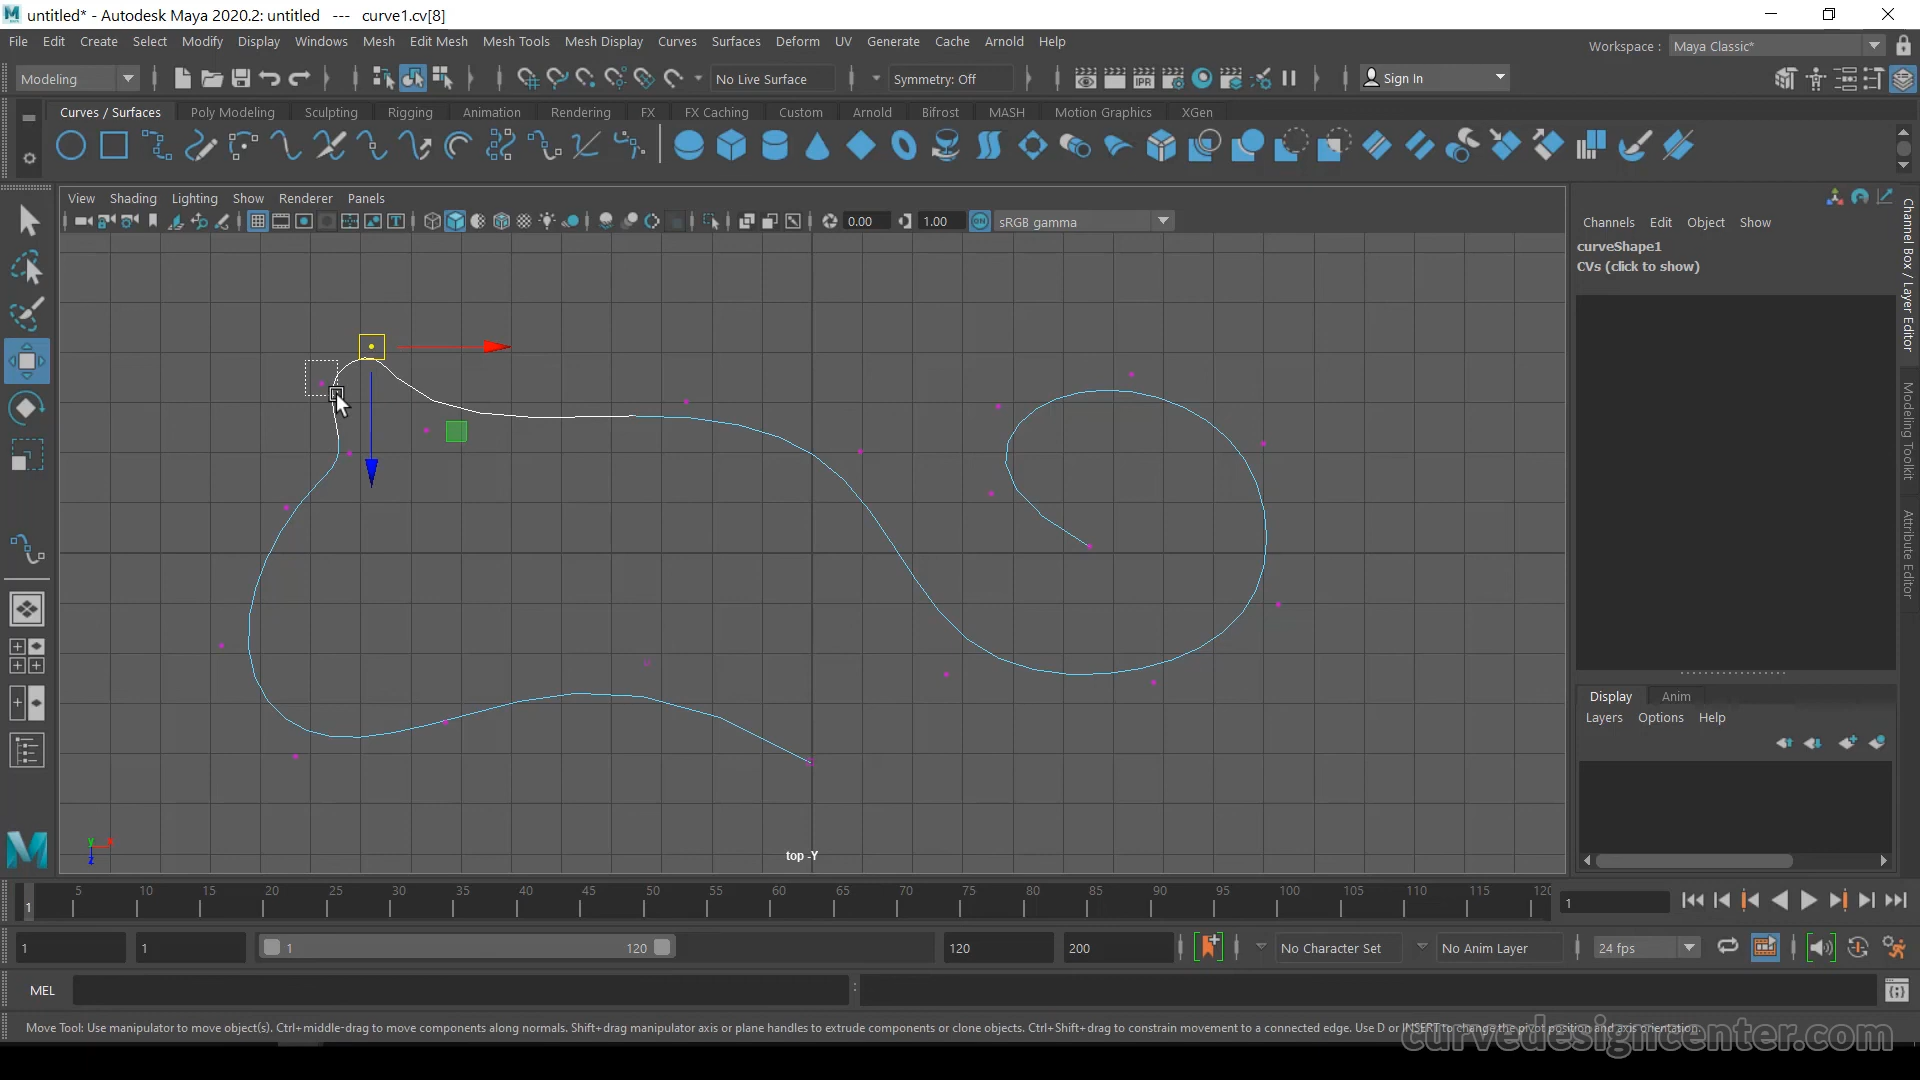 untitled* - Autodesk Maya 2020.2: untitled --- curve1.cv[8]
File Edit Create Select Modify Display Windows Mesh Edit Mesh Mesh Tools Mesh Display Curves Surfaces Deform UV Generate Cache Arnold Help
Workspace : Maya Classic*
Modeling No Live Surface Symmetry: Off IPR Sign In
Curves / Surfaces Poly Modeling Sculpting Rigging Animation Rendering FX FX Caching Custom Arnold Bifrost MASH Motion Graphics XGen
View Shading Lighting Show Renderer Panels
0.00 1.00 ON sRGB gamma
Channels Edit Object Show
curveShape1
CVs (click to show)
Channel Box / Layer Editor
Modeling Toolkit
Attribute Editor
Display Anim
Layers Options Help
top -Y
y x
z
5 10 15 20 25 30 35 40 45 50 55 60 65 70 75 80 85 90 95 100 105 110 115 120
1 1
1 1 1 120 120 200 No Character Set No Anim Layer 24 fps
MEL :
Move Tool: Use manipulator to move object(s). Ctrl+middle-drag to move components along normals. Shift+drag manipulator axis or plane handles to extrude components or clone objects. Ctrl+Shift+drag to constrain movement to a connected edge. Use D or INSERT to change the pivot position and axis orientation.
curvedesigncenter.com